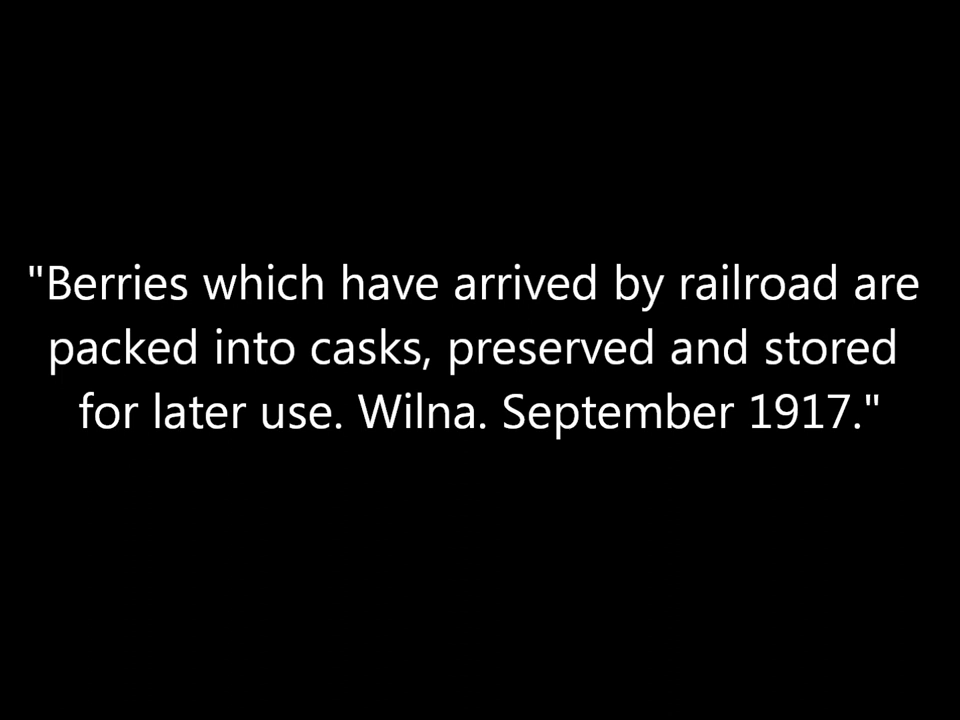 "Berries which have arrived by railroad are
packed into casks, preserved and stored
for later use. Wilna. September 1917."